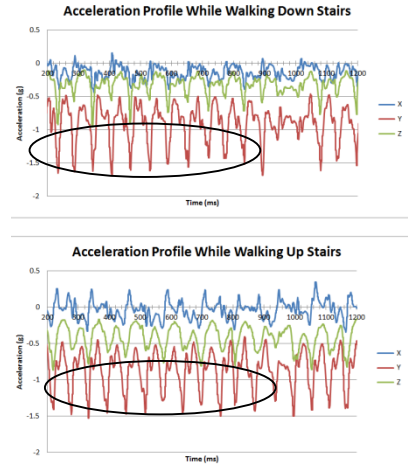 Acceleration Profile While Walking Down Stairs
0.5
0
-0.5
-1
-1.5
-2
200 300 400 500 600 700 800 900 1000 1100 1200
Acceleration (g)
Time (ms)
X
Y
Z
Acceleration Profile While Walking Up Stairs
0.5
0
-0.5
-1
-1.5
-2
200 300 400 500 600 700 800 900 1000 1100 1200
Acceleration (g)
Time (ms)
X
Y
Z